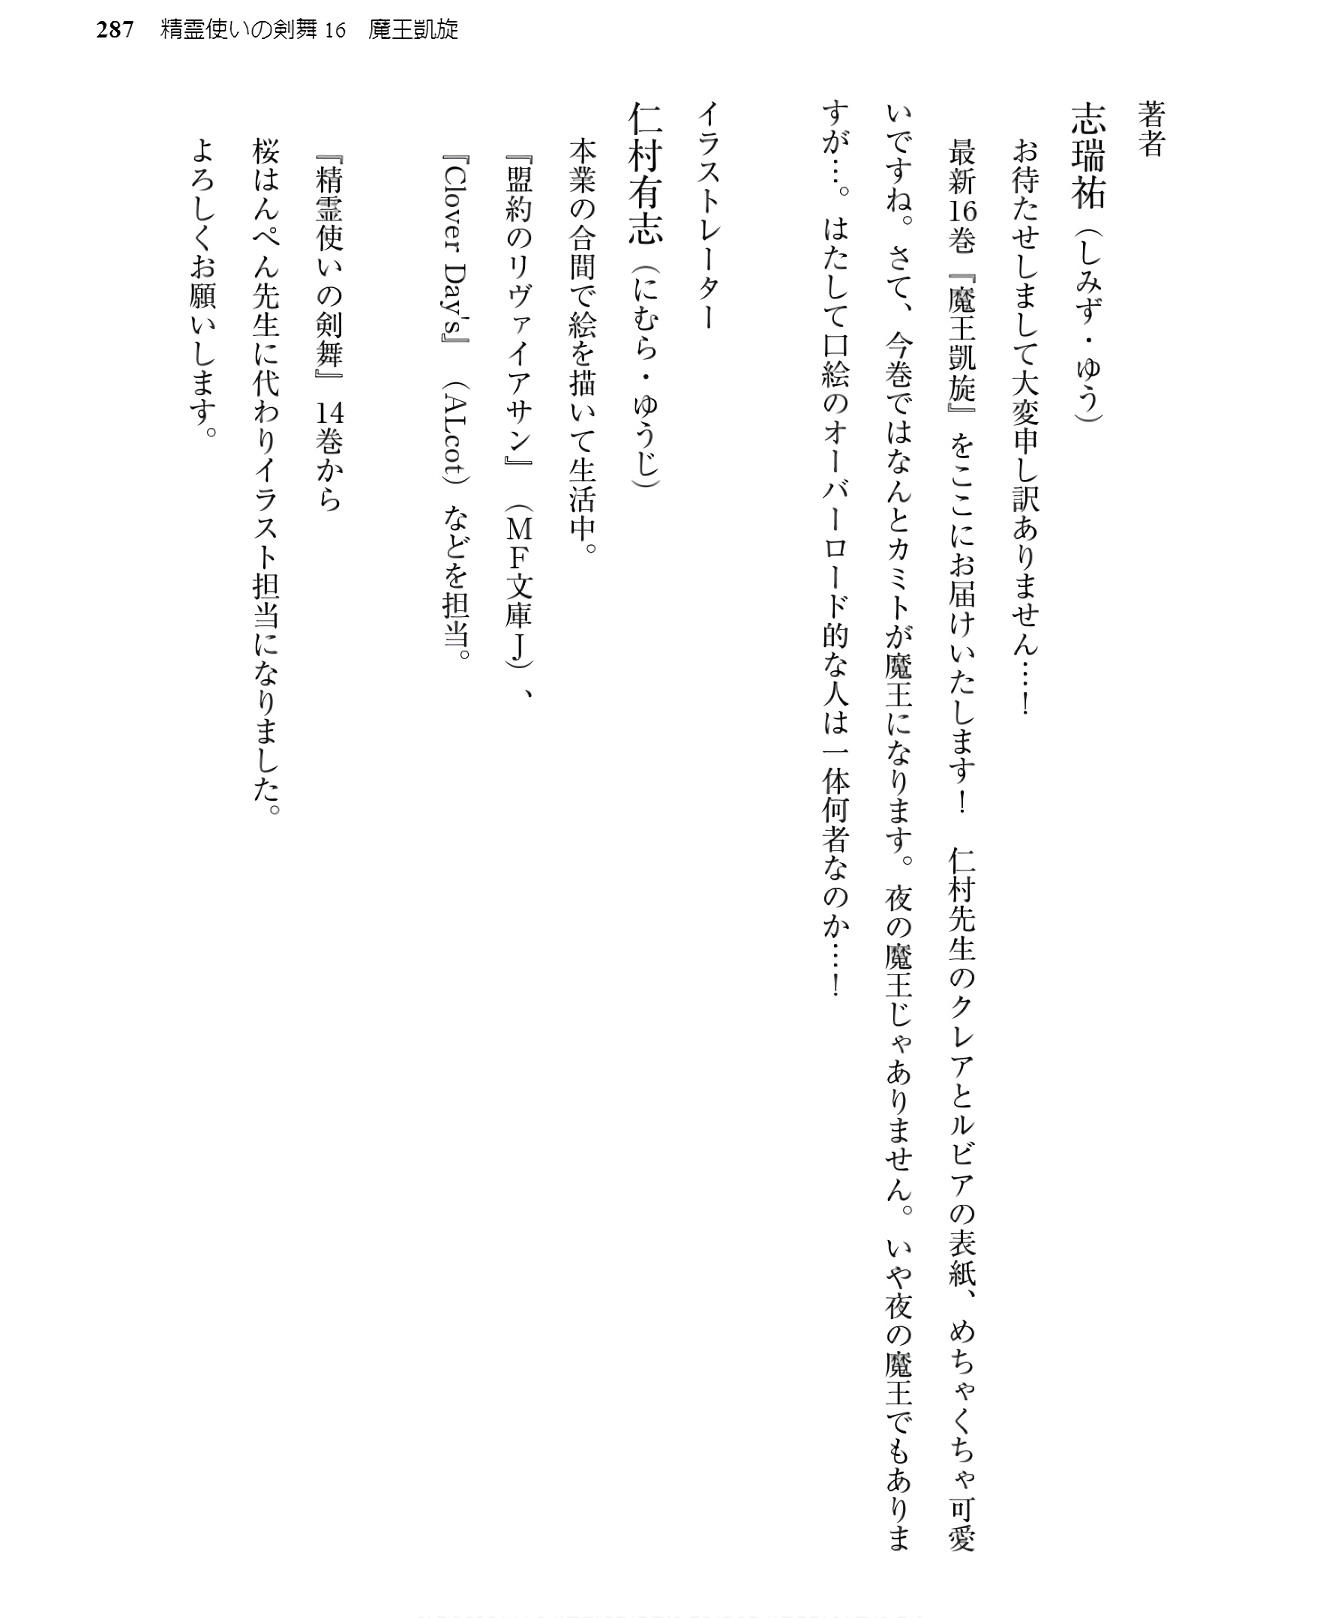 287 精霊使いの剣舞 16 魔王凱旋
著者
志瑞祐（しみず・ゆう）
お待たせしまして大変申し訳ありません…！
最新16巻『魔王凱旋』をここにお届けいたします！　仁村先生のクレアとルビアの表紙、めちゃくちゃ可愛
いですね。さて、今巻ではなんとカミトが魔王になります。夜の魔王じゃありません。いや夜の魔王でもありま
すが…。はたして口絵のオーバーロード的な人は一体何者なのか…！
イラストレーター
仁村有志（にむら・ゆうじ）
本業の合間で絵を描いて生活中。
『盟約のリヴァイアサン』（MF文庫J）、
『Clover Day's』（ALcot）などを担当。
『精霊使いの剣舞』14巻から
桜はんぺん先生に代わりイラスト担当になりました。
よろしくお願いします。